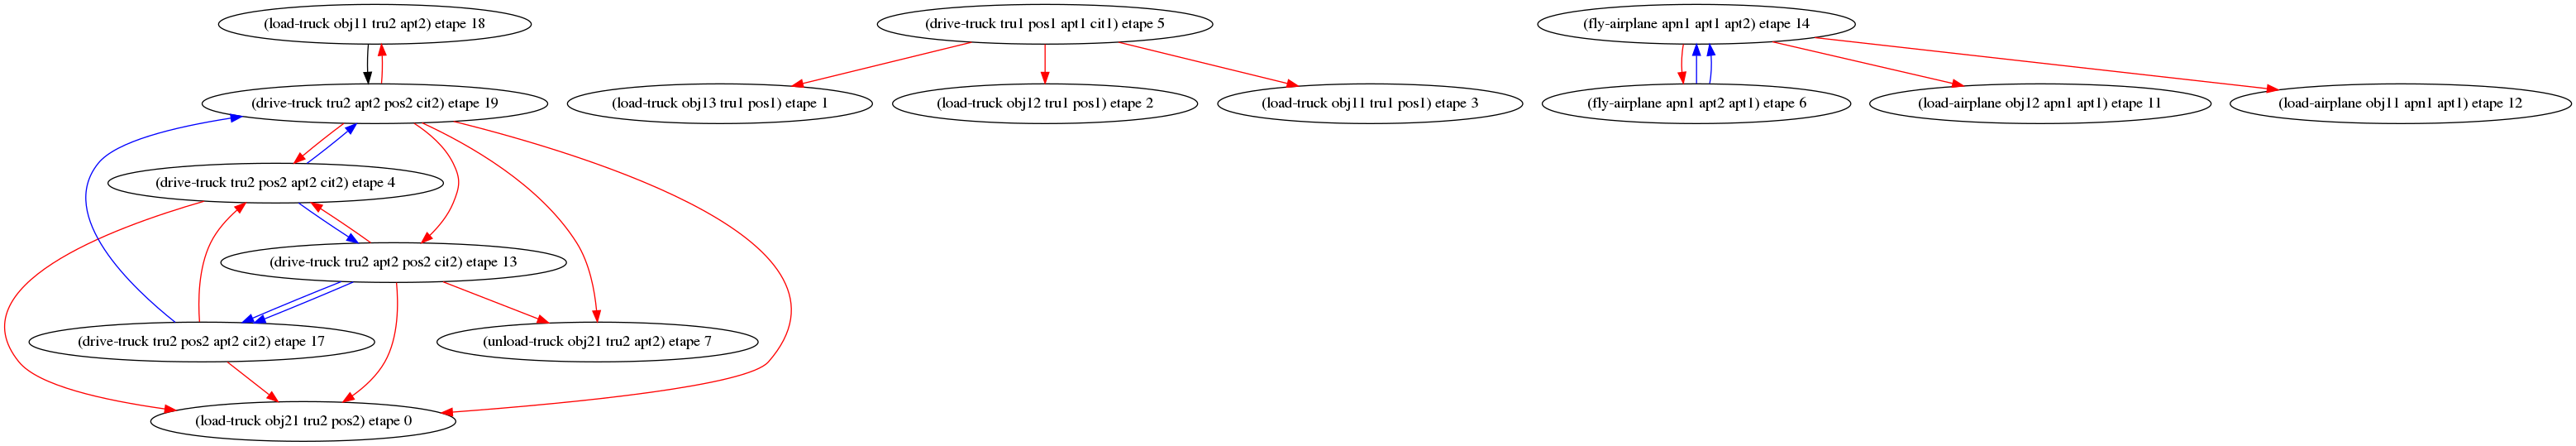 (load-truck obj11 tru2 apt2) etape 18
(drive-truck tru1 pos1 apt1 cit1) etape 5
(fly-airplane apn1 apt1 apt2) etape 14
(drive-truck tru2 apt2 pos2 cit2) etape 19
(load-truck obj13 tru1 pos1) etape 1
(load-truck obj12 tru1 pos1) etape 2
(load-truck obj11 tru1 pos1) etape 3
(fly-airplane apn1 apt2 apt1) etape 6
(load-airplane obj12 apn1 apt1) etape 11
(load-airplane obj11 apn1 apt1) etape 12
(drive-truck tru2 pos2 apt2 cit2) etape 4
(drive-truck tru2 apt2 pos2 cit2) etape 13
(drive-truck tru2 pos2 apt2 cit2) etape 17
(unload-truck obj21 tru2 apt2) etape 7
(load-truck obj21 tru2 pos2) etape 0